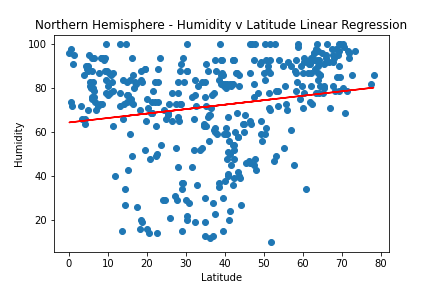 Northern Hemisphere - Humidity v Latitude Linear Regression
100
80
60
40
20
Humidity
0 10 20 30 40 50 60 70 80
Latitude